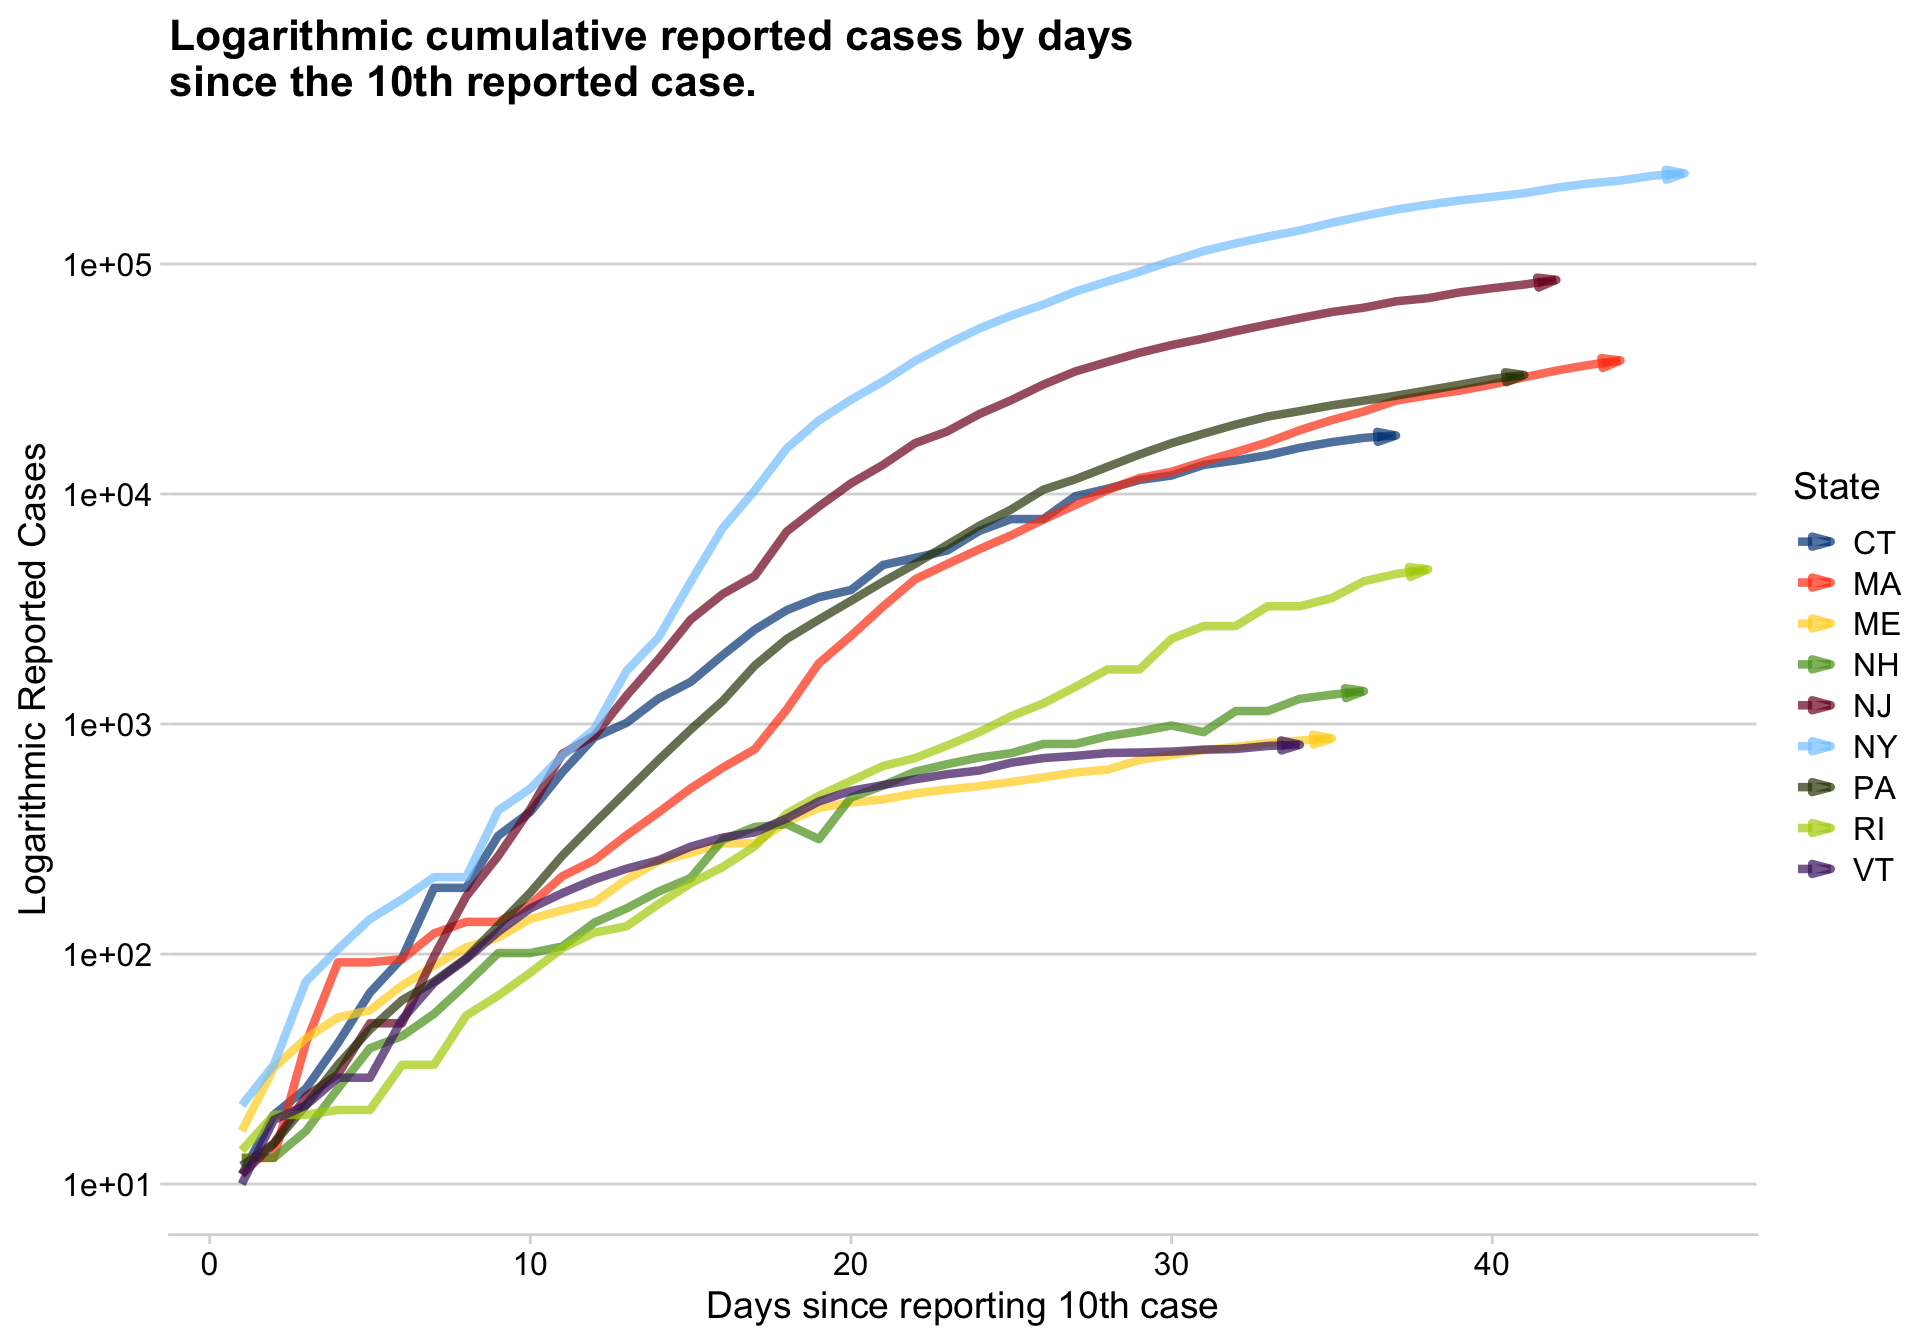 Logarithmic cumulative reported cases by days
since the 10th reported case.
Logarithmic Reported Cases
1e+05
1e+04
1e+03
1e+02
1e+01
0 10 20 30 40
Days since reporting 10th case
State
CT
MA
ME
NH
NJ
NY
PA
RI
VT